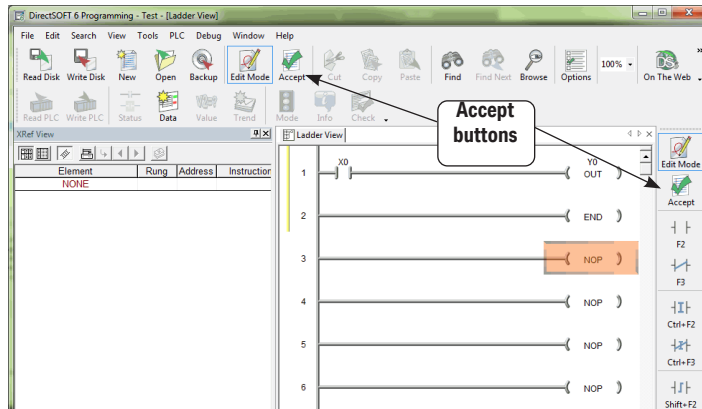 DirectSOFT 6 Programming - Test - [Ladder View]
File Edit Search View Tools PLC Debug Window Help
Read Disk Write Disk New Open Backup Edit Mode Accept Cut Copy Paste Find Find Next Browse Options 100% On The Web
Read PLC Write PLC Status Data Value Trend Mode Info Check
Accept
buttons
XRef View
Element Rung Address Instruction
NONE
Ladder View
X0 Y0
1 OUT
2 END
3 NOP
4 NOP
5 NOP
6 NOP
Edit Mode
Accept
F2
F3
Ctrl+F2
Ctrl+F3
Shift+F2